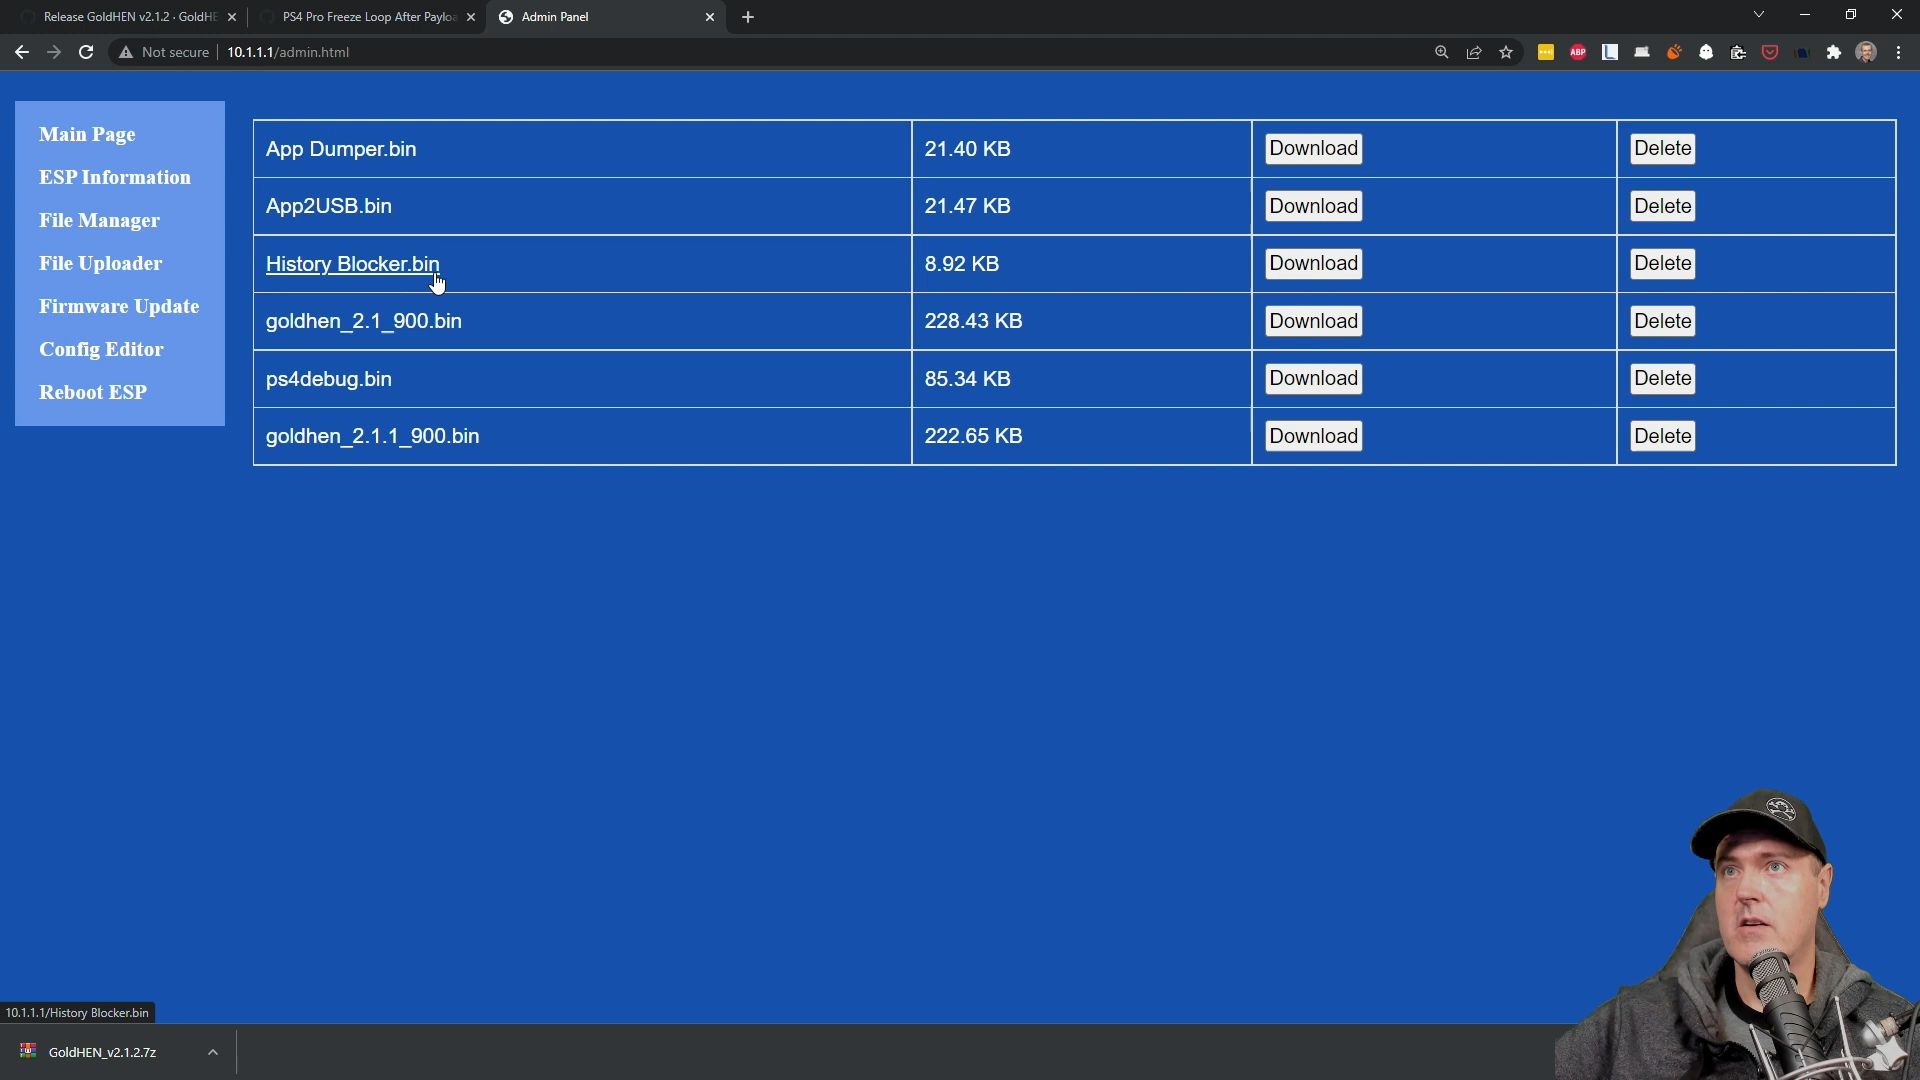 Release GoldHEN v2.1.2 · GoldHE
PS4 Pro Freeze Loop After Paylo
Admin Panel
Not secure
10.1.1.1/admin.html
ABP
L
Main Page
ESP Information
File Manager
File Uploader
Firmware Update
Config Editor
Reboot ESP
App Dumper.bin 21.40 KB Download Delete
App2USB.bin 21.47 KB Download Delete
History Blocker.bin 8.92 KB Download Delete
goldhen_2.1_900.bin 228.43 KB Download Delete
ps4debug.bin 85.34 KB Download Delete
goldhen_2.1.1_900.bin 222.65 KB Download Delete
10.1.1.1/History Blocker.bin
GoldHEN_v2.1.2.7z